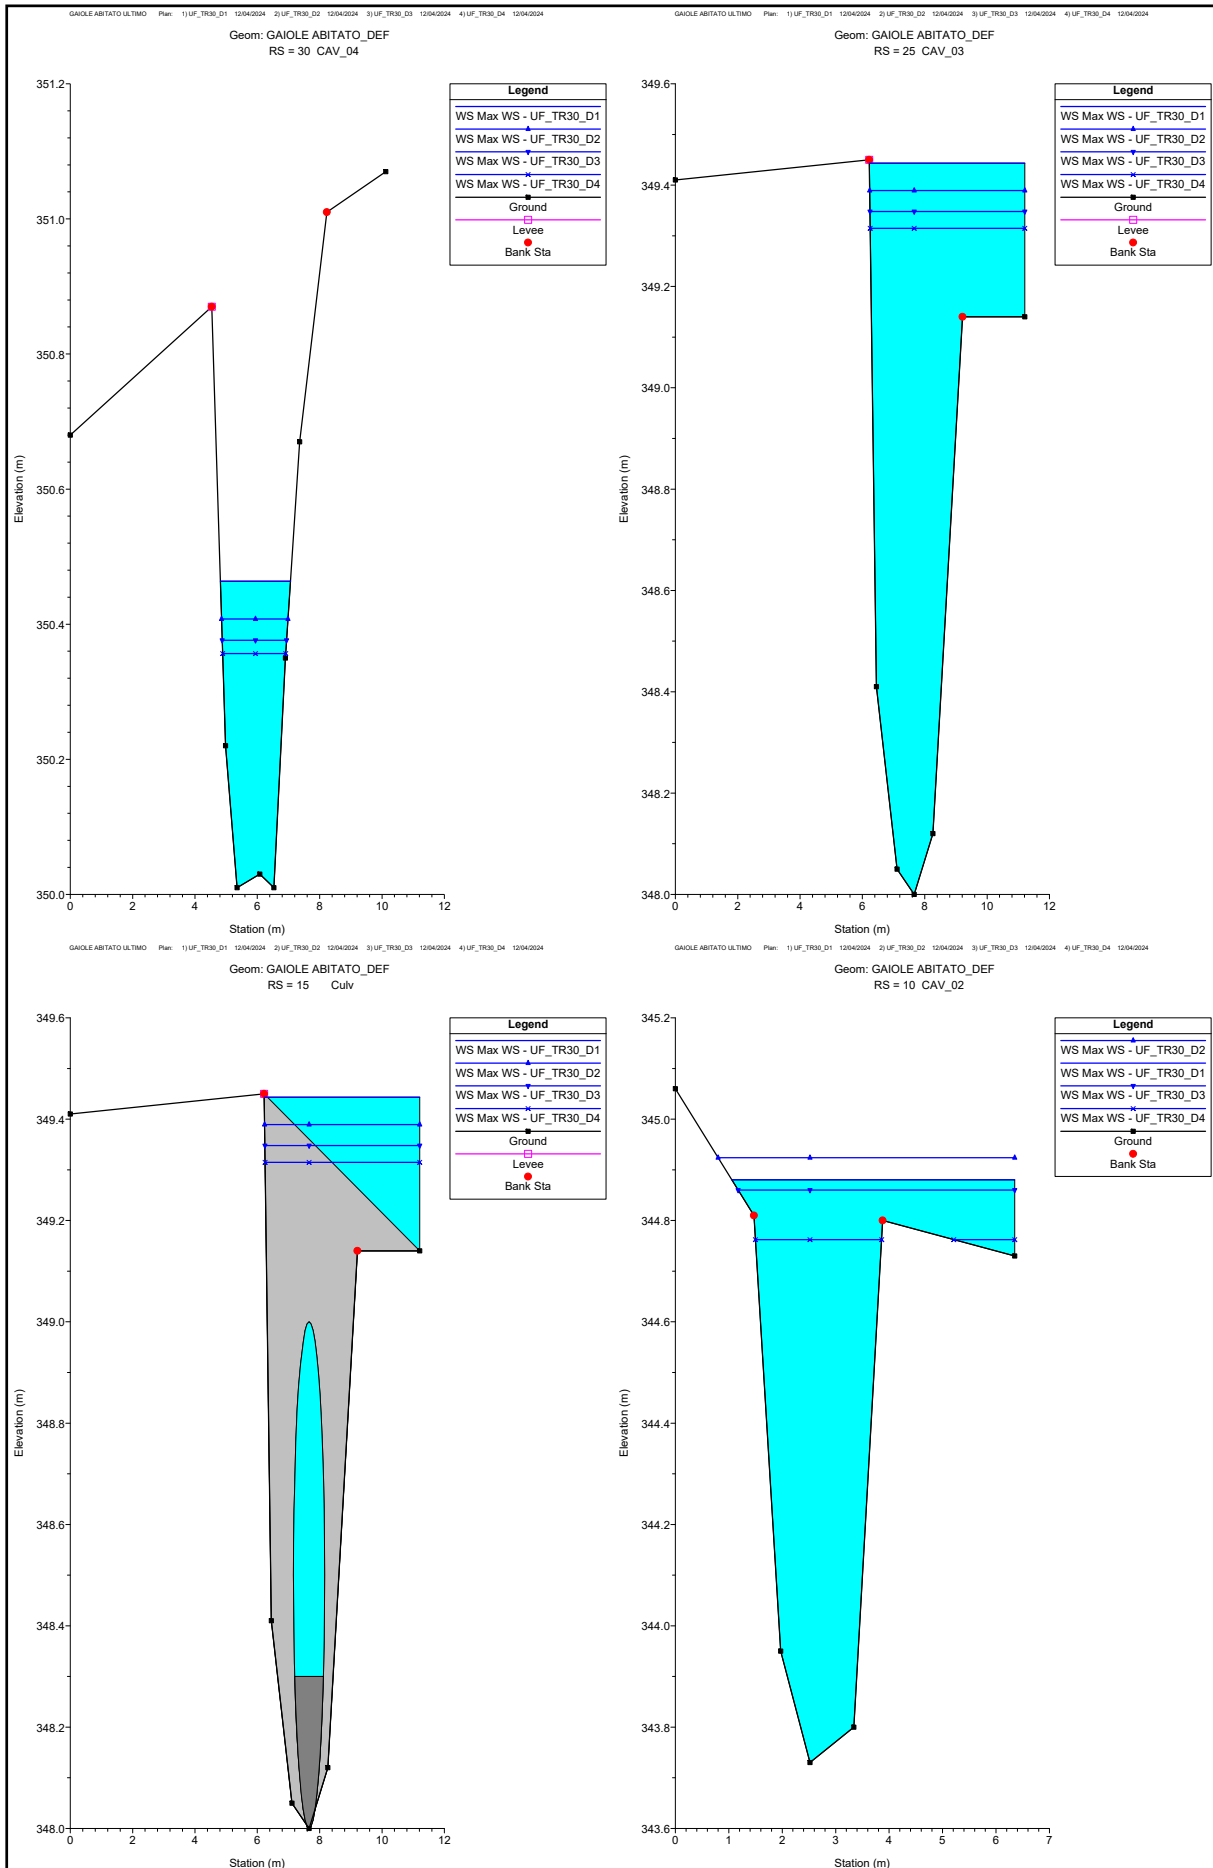 GAIOLE ABITATO ULTIMO Plan: 1) UF_TR30_D1 12/04/2024 2) UF_TR30_D2 12/04/2024 3) UF_TR30_D3 12/04/2024 4) UF_TR30_D4 12/04/2024
Geom: GAIOLE ABITATO_DEF
RS = 30 CAV_04
351.2
351.0
350.8
350.6
350.4
350.2
350.0
Elevation (m)
0 2 4 6 8 10 12
Station (m)
Legend
WS Max WS - UF_TR30_D1
WS Max WS - UF_TR30_D2
WS Max WS - UF_TR30_D3
WS Max WS - UF_TR30_D4
Ground
Levee
Bank Sta
GAIOLE ABITATO ULTIMO Plan: 1) UF_TR30_D1 12/04/2024 2) UF_TR30_D2 12/04/2024 3) UF_TR30_D3 12/04/2024 4) UF_TR30_D4 12/04/2024
Geom: GAIOLE ABITATO_DEF
RS = 25 CAV_03
349.6
349.4
349.2
349.0
348.8
348.6
348.4
348.2
348.0
Elevation (m)
0 2 4 6 8 10 12
Station (m)
Legend
WS Max WS - UF_TR30_D1
WS Max WS - UF_TR30_D2
WS Max WS - UF_TR30_D3
WS Max WS - UF_TR30_D4
Ground
Levee
Bank Sta
GAIOLE ABITATO ULTIMO Plan: 1) UF_TR30_D1 12/04/2024 2) UF_TR30_D2 12/04/2024 3) UF_TR30_D3 12/04/2024 4) UF_TR30_D4 12/04/2024
Geom: GAIOLE ABITATO_DEF
RS = 15 Culv
349.6
349.4
349.2
349.0
348.8
348.6
348.4
348.2
348.0
Elevation (m)
0 2 4 6 8 10 12
Station (m)
Legend
WS Max WS - UF_TR30_D1
WS Max WS - UF_TR30_D2
WS Max WS - UF_TR30_D3
WS Max WS - UF_TR30_D4
Ground
Levee
Bank Sta
GAIOLE ABITATO ULTIMO Plan: 1) UF_TR30_D1 12/04/2024 2) UF_TR30_D2 12/04/2024 3) UF_TR30_D3 12/04/2024 4) UF_TR30_D4 12/04/2024
Geom: GAIOLE ABITATO_DEF
RS = 10 CAV_02
345.2
345.0
344.8
344.6
344.4
344.2
344.0
343.8
343.6
Elevation (m)
0 1 2 3 4 5 6 7
Station (m)
Legend
WS Max WS - UF_TR30_D2
WS Max WS - UF_TR30_D1
WS Max WS - UF_TR30_D3
WS Max WS - UF_TR30_D4
Ground
Bank Sta